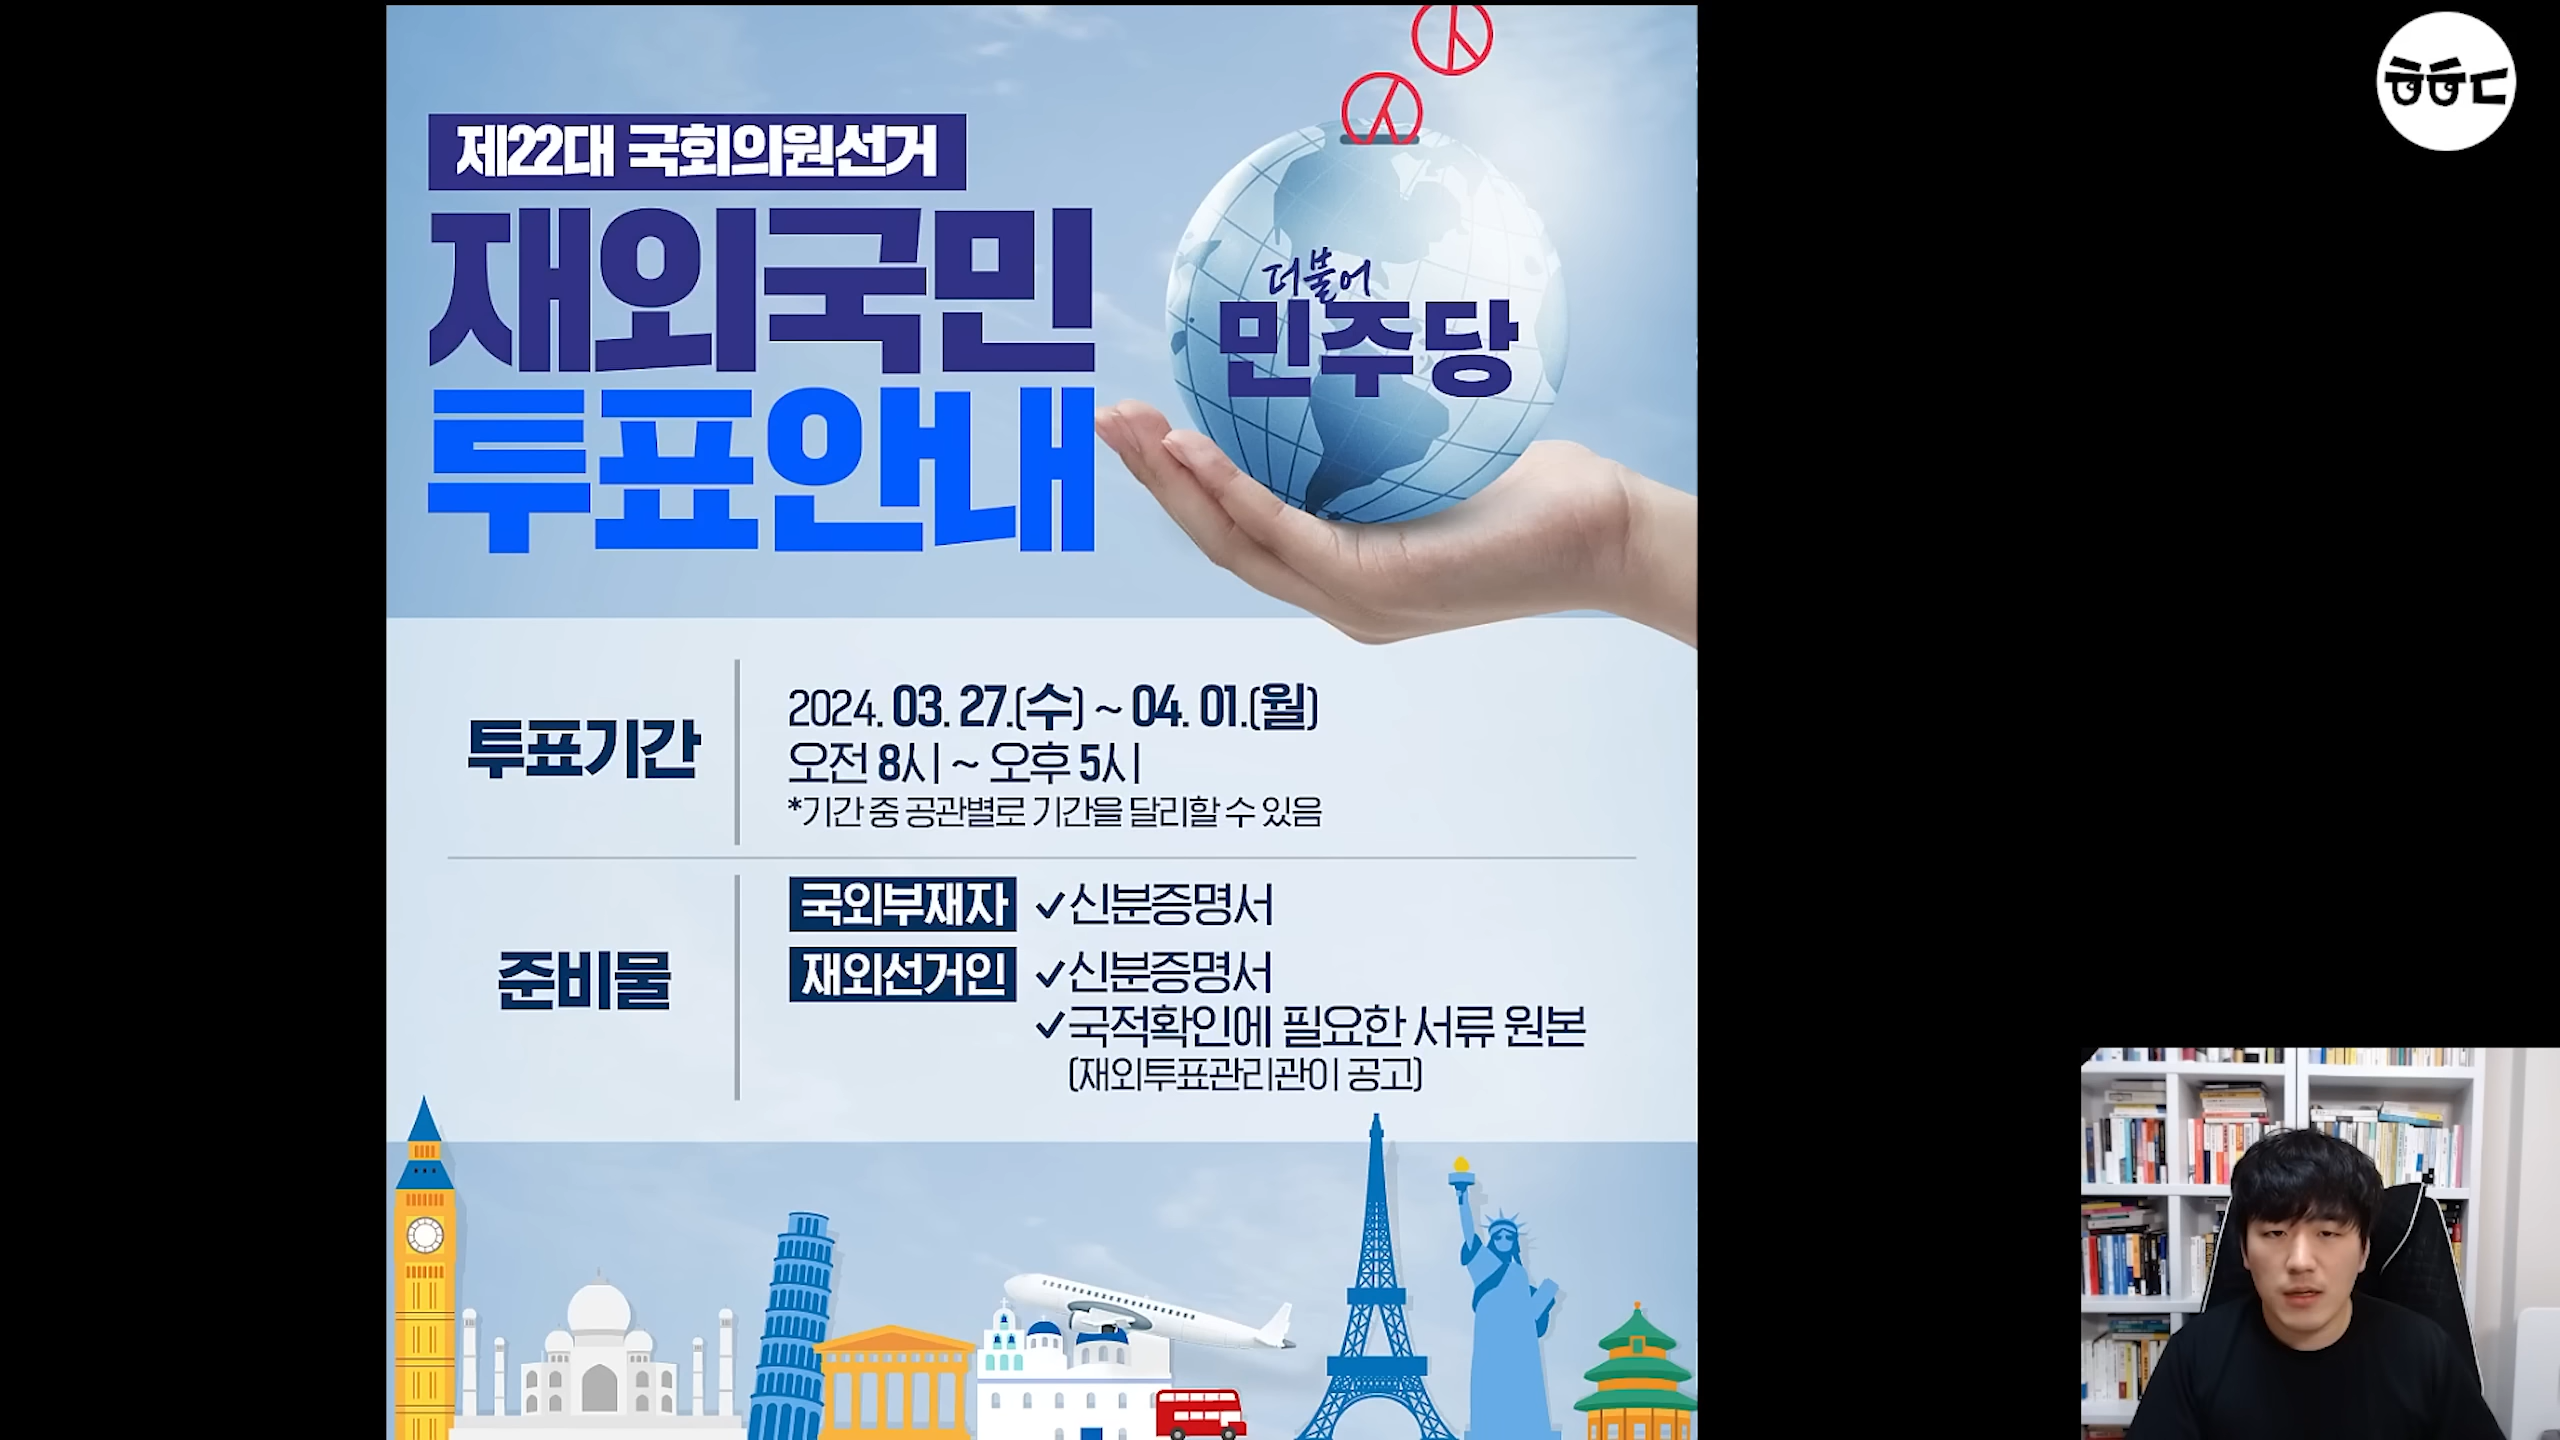 제22대 국회의원선거
재외국민
투표안내
더불어
민주당
투표기간
2024. 03. 27.(수) ~ 04. 01.(월)
오전 8시 ~ 오후 5시
*기간 중 공관별로 기간을 달리할 수 있음
준비물
국외부재자 ✓신분증명서
재외선거인 ✓신분증명서
✓국적확인에 필요한 서류 원본
(재외투표관리관이 공고)
ㅎㅎㄷ